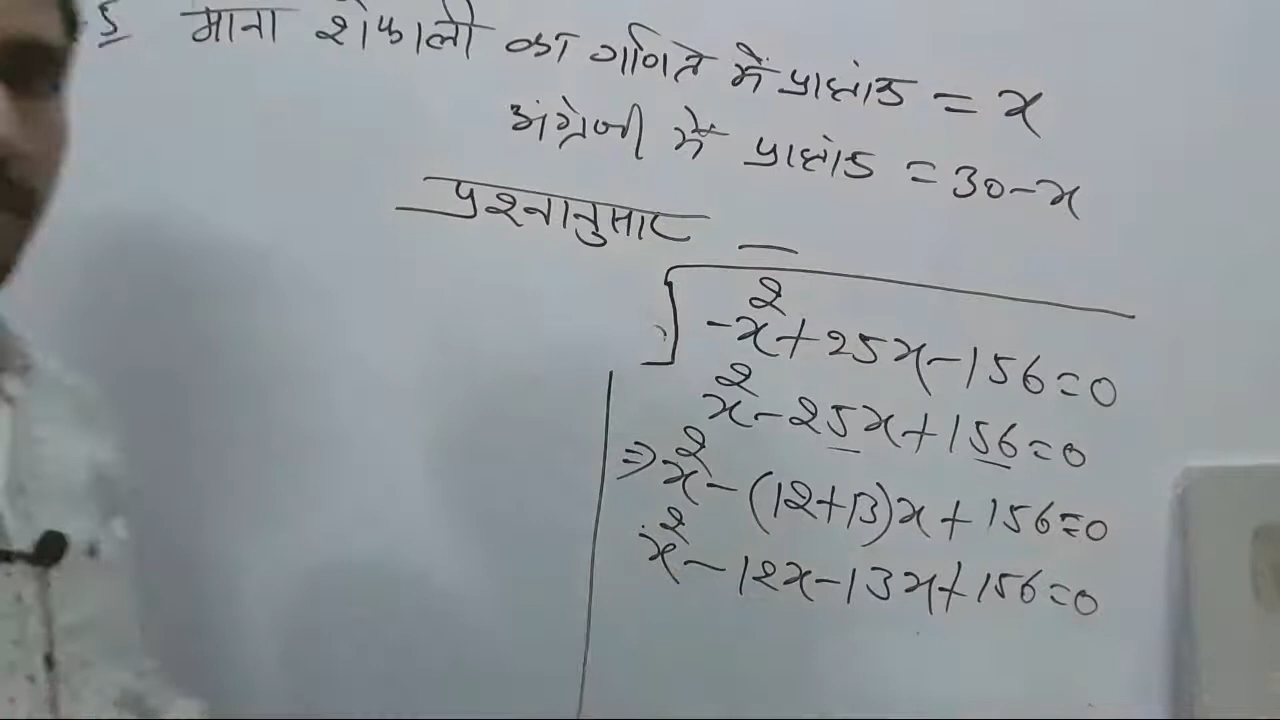 5 माना शेफाली का गणित में प्राप्तांक = x
अंग्रेजी में प्राप्तांक = 30-x
प्रश्नानुसार —
-x²+25x-156=0
x²-25x+156=0
⇒ x²-(12+13)x+156=0
x²-12x-13x+156=0